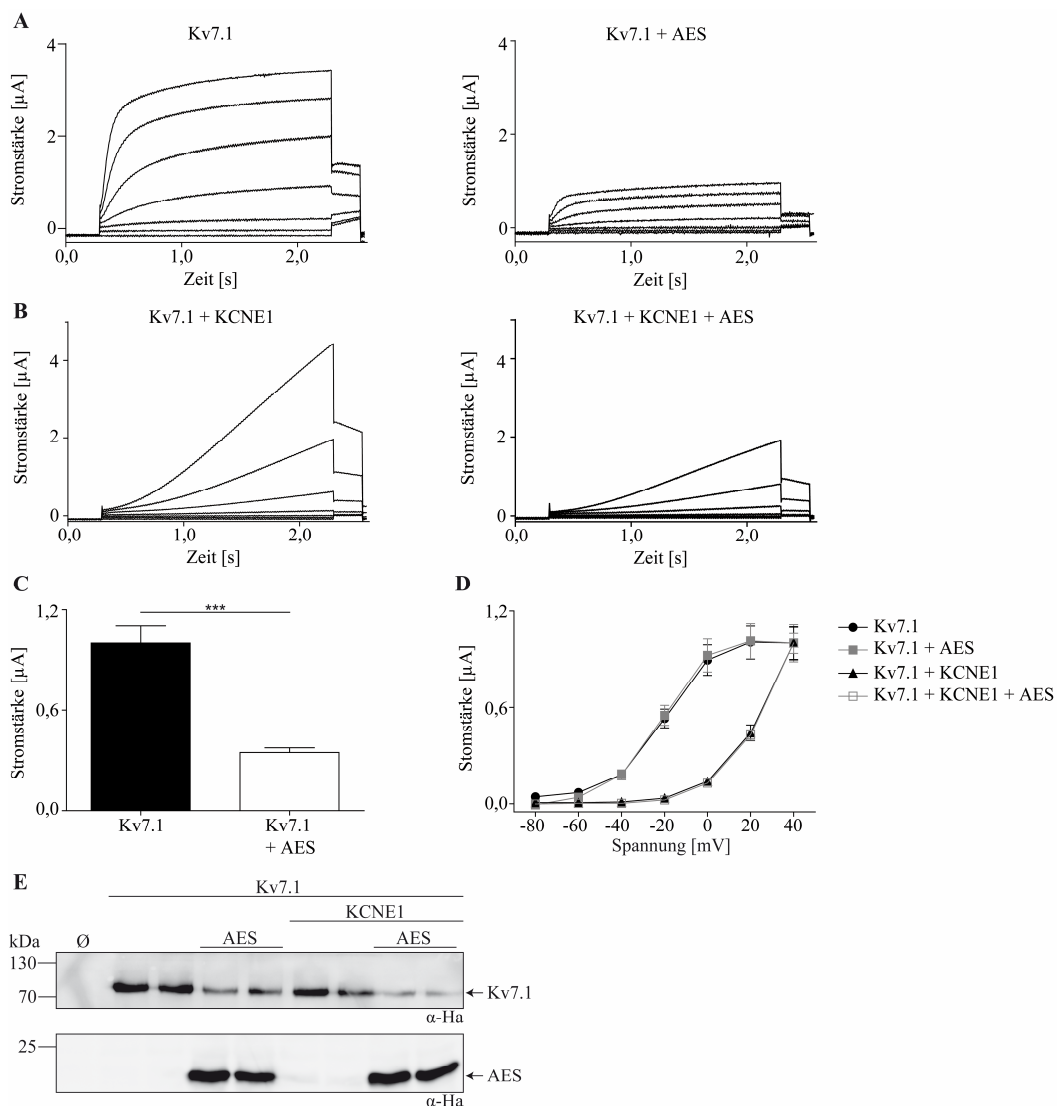 A
Kv7.1
Kv7.1 + AES
Stromstärke [µA]
4
2
0
0,0
1,0
2,0
Zeit [s]
Stromstärke [µA]
4
2
0
0,0
1,0
2,0
Zeit [s]
B
Kv7.1 + KCNE1
Kv7.1 + KCNE1 + AES
Stromstärke [µA]
4
2
0
0,0
1,0
2,0
Zeit [s]
Stromstärke [µA]
4
2
0
0,0
1,0
2,0
Zeit [s]
C
Stromstärke [µA]
1,2
0,6
0,0
***
Kv7.1
Kv7.1
+ AES
D
Stomstärke [µA]
1,2
0,6
0,0
-80 -60 -40 -20 0 20 40
Spannung [mV]
Kv7.1
Kv7.1 + AES
Kv7.1 + KCNE1
Kv7.1 + KCNE1 + AES
E
Kv7.1
KCNE1
kDa Ø AES AES
130
70
Kv7.1
α-Ha
25
AES
α-Ha